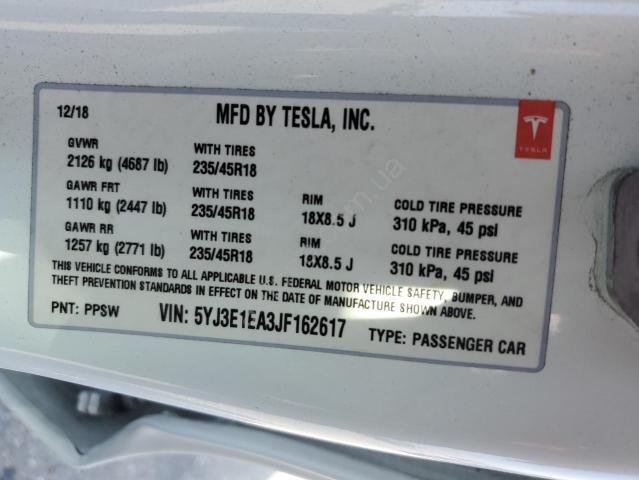 12/18 MFD BY TESLA, INC.
TESLA
GVWR WITH TIRES
2126 kg (4687 lb) 235/45R18
GAWR FRT WITH TIRES RIM COLD TIRE PRESSURE
1110 kg (2447 lb) 235/45R18 18X8.5 J 310 kPa, 45 psi
GAWR RR WITH TIRES RIM COLD TIRE PRESSURE
1257 kg (2771 lb) 235/45R18 18X8.5 J 310 kPa, 45 psi
THIS VEHICLE CONFORMS TO ALL APPLICABLE U.S. FEDERAL MOTOR VEHICLE SAFETY, BUMPER, AND
THEFT PREVENTION STANDARDS IN EFFECT ON THE DATE OF MANUFACTURE SHOWN ABOVE.
PNT: PPSW VIN: 5YJ3E1EA3JF162617 TYPE: PASSENGER CAR